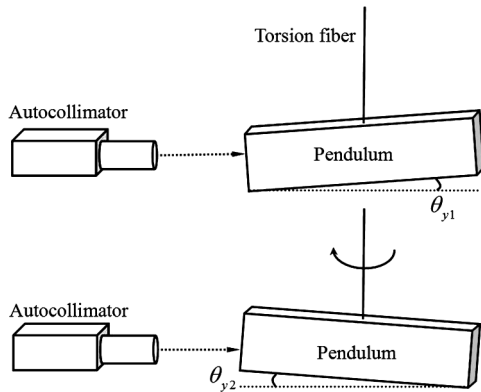 Torsion fiber
Autocollimator
Pendulum
θy1
Autocollimator
Pendulum
θy2